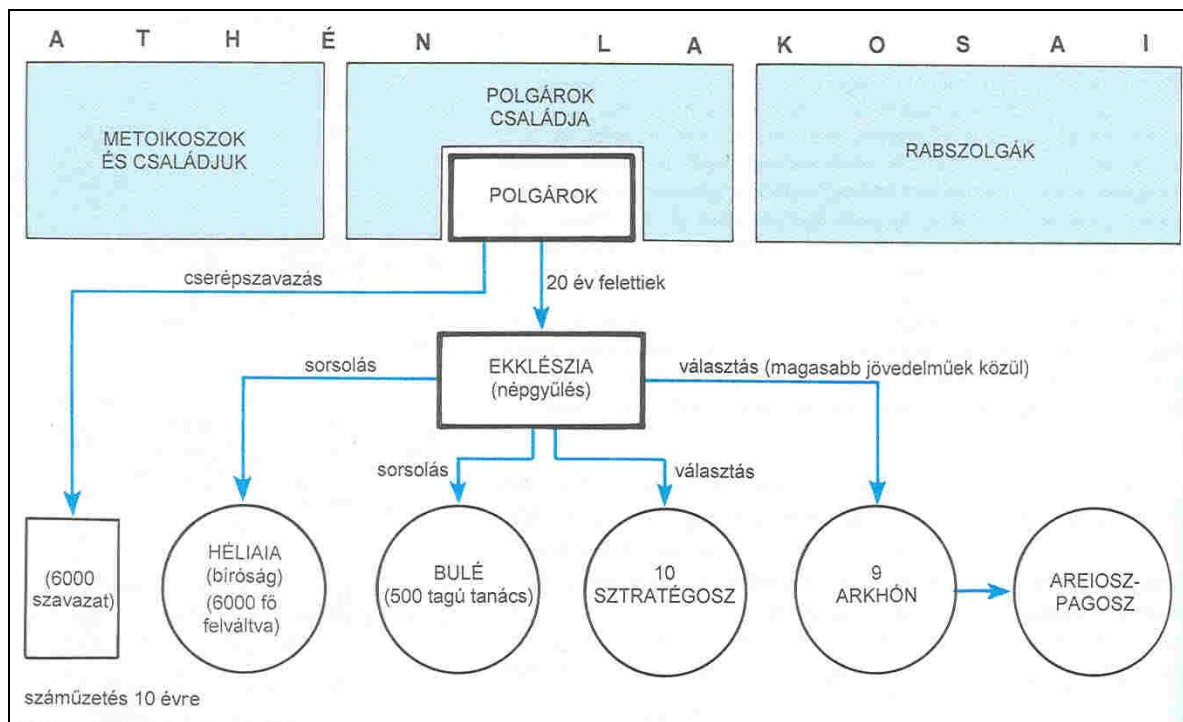 A T H É N L A K O S A I
METOIKOSZOK
ÉS CSALÁDJUK
POLGÁROK
CSALÁDJA
POLGÁROK
RABSZOLGÁK
cserépszavazás
20 év felettiek
sorsolás
EKKLÉSZIA
(népgyűlés)
választás (magasabb jövedelműek közül)
sorsolás
választás
(6000
szavazat)
HÉLIAIA
(bíróság)
(6000 fő
felváltva)
BULÉ
(500 tagú tanács)
10
SZTRATÉGOSZ
9
ARKHÓN
AREIOSZ-
PAGOSZ
száműzetés 10 évre